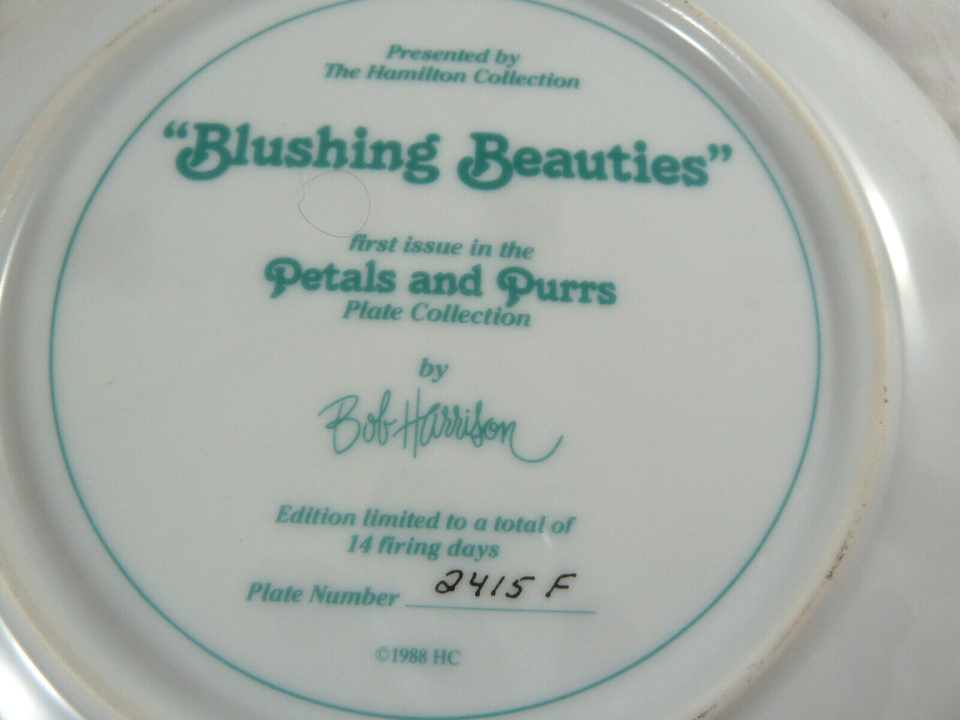 Presented by
The Hamilton Collection
“Blushing Beauties”
first issue in the
Petals and Purrs
Plate Collection
by
Bob Harrison
Edition limited to a total of
14 firing days
Plate Number 2415 F
©1988 HC